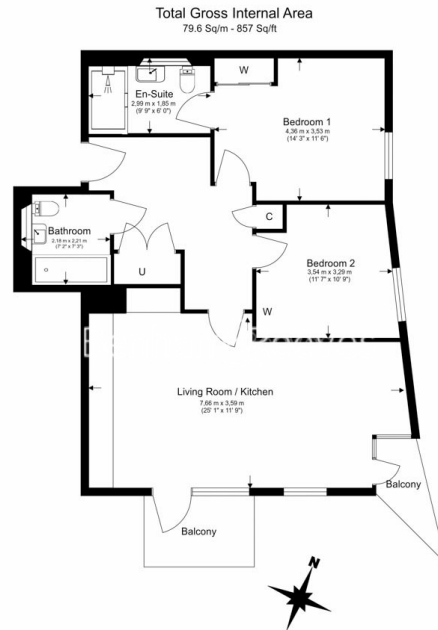 Total Gross Internal Area
79.6 Sq/m - 857 Sq/ft
W
En-Suite
2,99 m x 1,85 m
(9' 9" x 6' 0")
Bedroom 1
4,36 m x 3,53 m
(14' 3" x 11' 6")
Bathroom
2,18 m x 2,21 m
(7' 2" x 7' 3")
C
Bedroom 2
3,54 m x 3,29 m
(11' 7" x 10' 9")
U
W
Living Room / Kitchen
7,66 m x 3,59 m
(25' 1" x 11' 9")
Balcony
Balcony
N